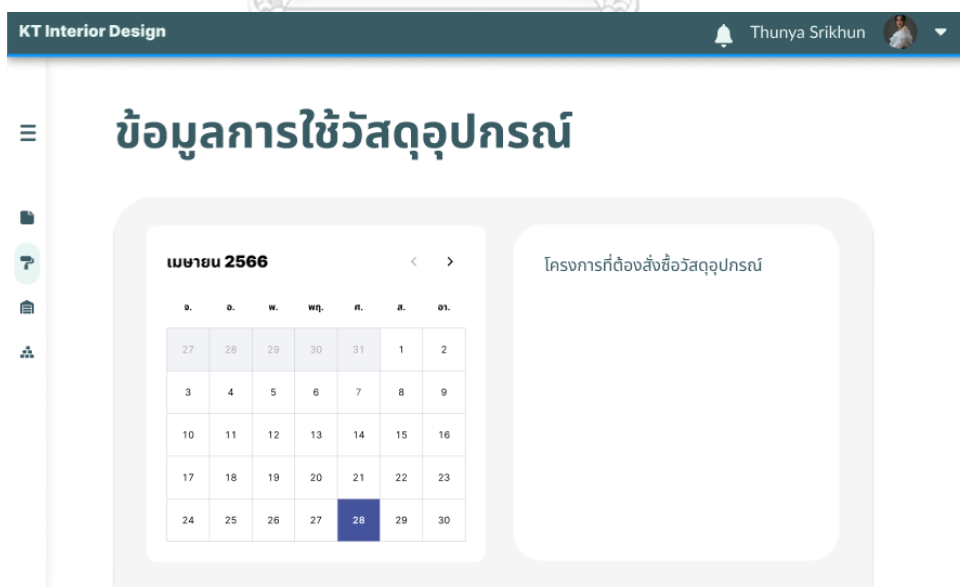 KT Interior Design
Thunya Srikhun
ข้อมูลการใช้วัสดุอุปกรณ์
เมษายน 2566
จ. อ. พ. พฤ. ศ. ส. อา.
27 28 29 30 31 1 2
3 4 5 6 7 8 9
10 11 12 13 14 15 16
17 18 19 20 21 22 23
24 25 26 27 28 29 30
โครงการที่ต้องสั่งซื้อวัสดุอุปกรณ์